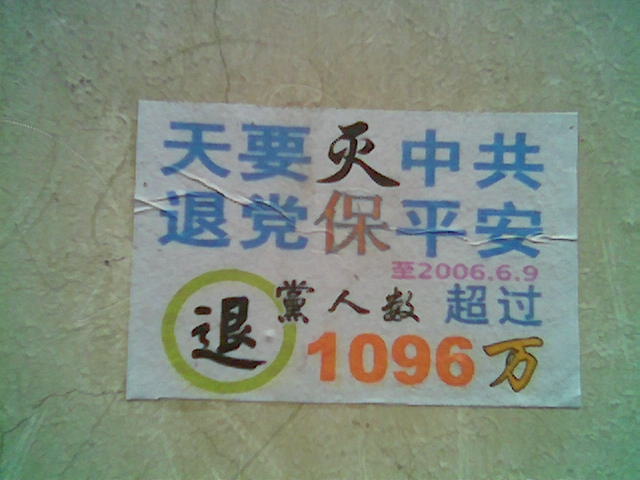 天要灭中共
退党保平安
至2006.6.9
退黨人数超过
1096万